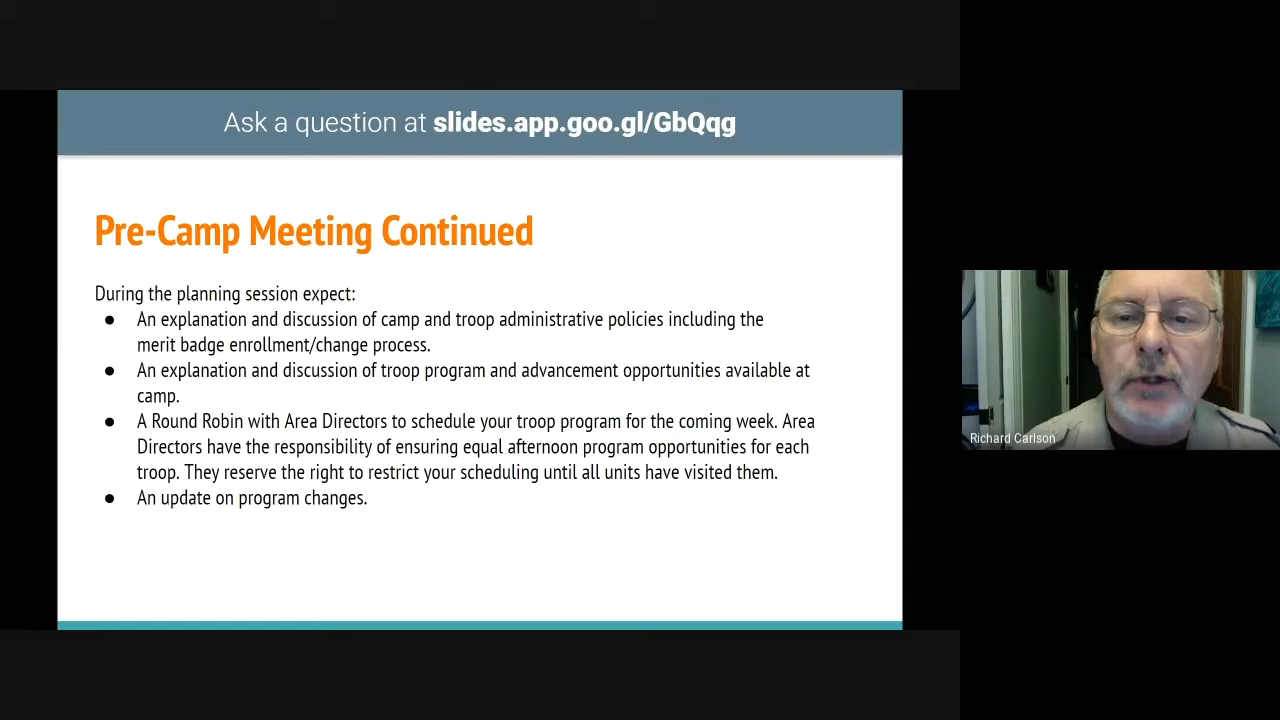 Ask a question at slides.app.goo.gl/GbQqg
Pre-Camp Meeting Continued
During the planning session expect:
● An explanation and discussion of camp and troop administrative policies including the
merit badge enrollment/change process.
● An explanation and discussion of troop program and advancement opportunities available at
camp.
● A Round Robin with Area Directors to schedule your troop program for the coming week. Area
Directors have the responsibility of ensuring equal afternoon program opportunities for each
troop. They reserve the right to restrict your scheduling until all units have visited them.
● An update on program changes.
Richard Carlson